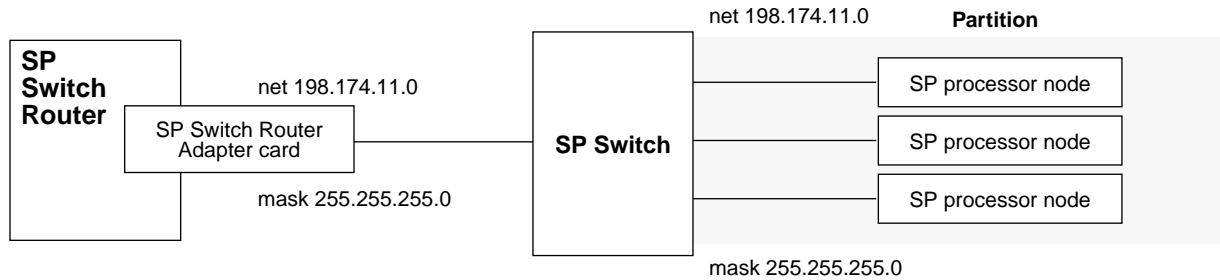 net 198.174.11.0
Partition
SP
Switch
Router
net 198.174.11.0
SP Switch Router
Adapter card
mask 255.255.255.0
SP Switch
SP processor node
SP processor node
SP processor node
mask 255.255.255.0